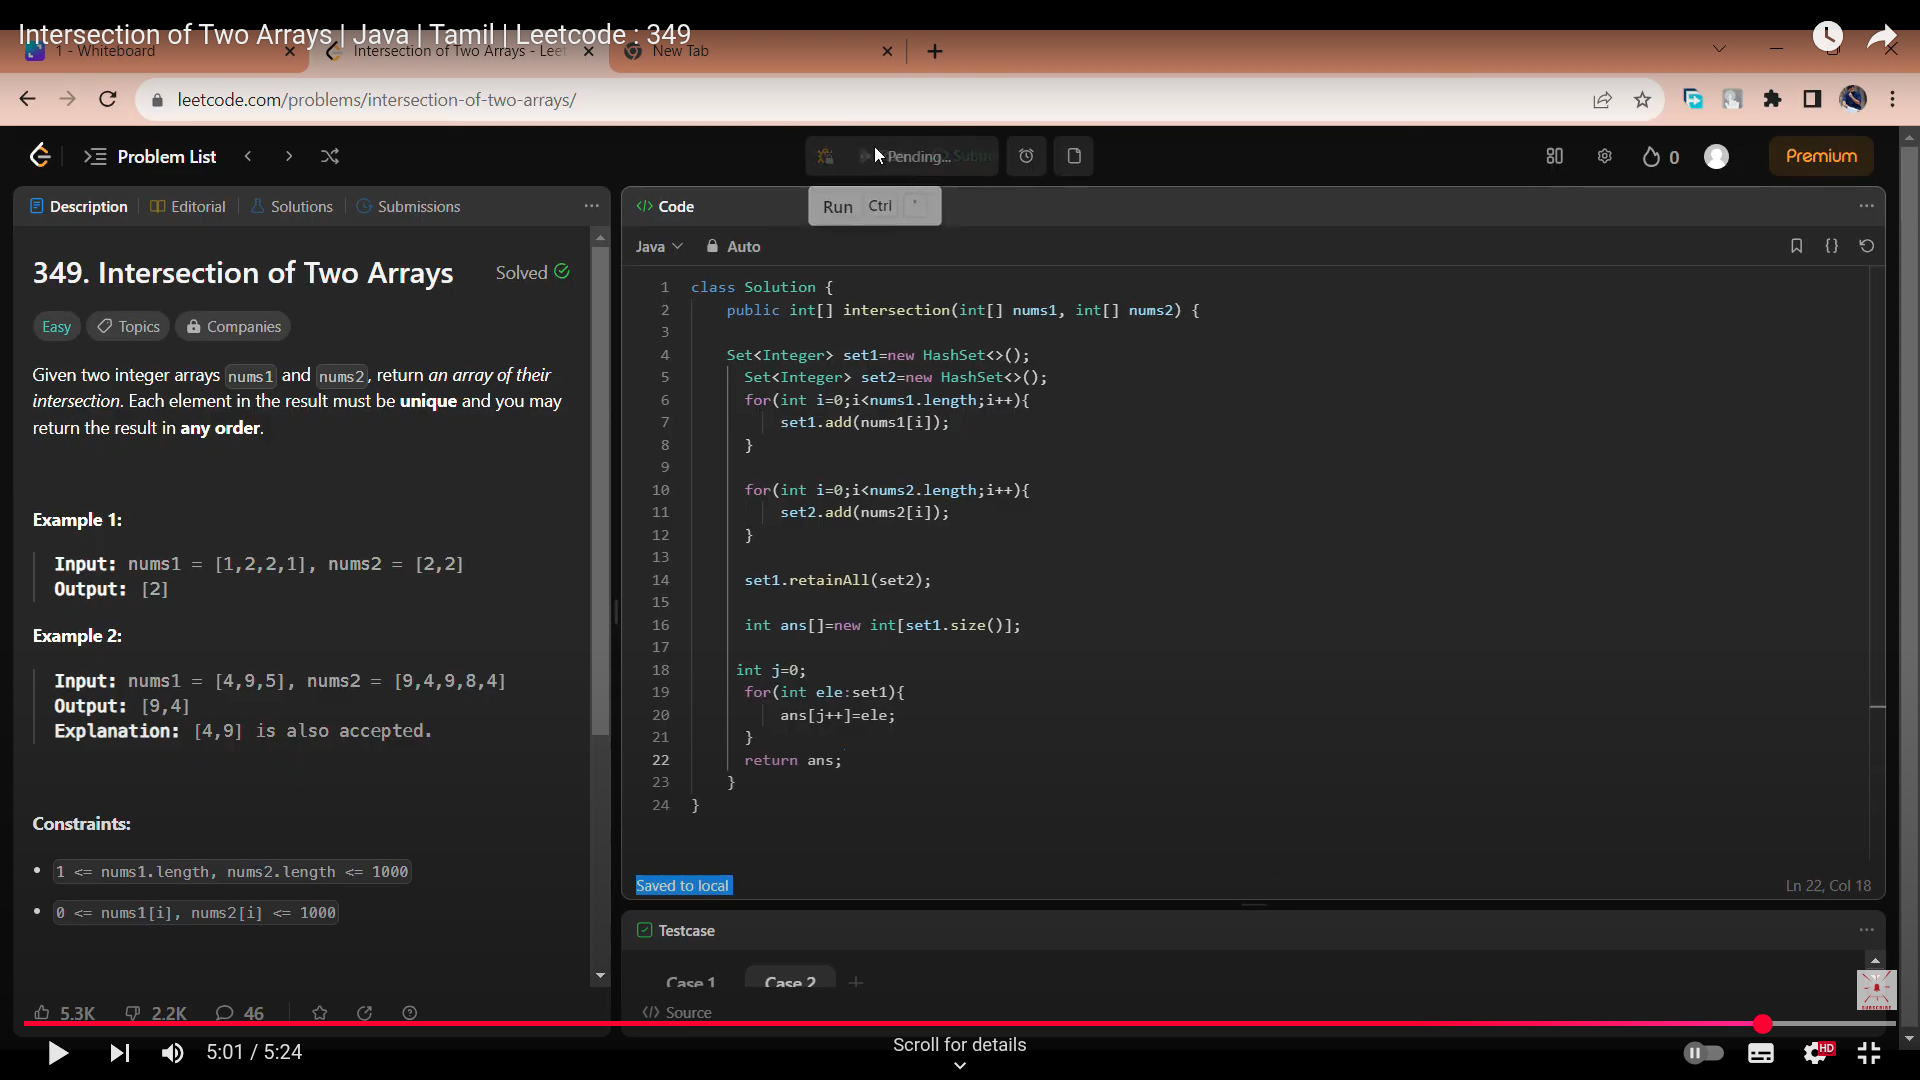 Intersection of Two Arrays | Java | Tamil | Leetcode : 349
1 - Whiteboard
Intersection of Two Arrays - Leet
New Tab
leetcode.com/problems/intersection-of-two-arrays/
Problem List
Pending...
0
Premium
Description
Editorial
Solutions
Submissions
349. Intersection of Two Arrays
Solved
Easy
Topics
Companies
Given two integer arrays nums1 and nums2, return an array of their
intersection. Each element in the result must be unique and you may
return the result in any order.
Example 1:
Input: nums1 = [1,2,2,1], nums2 = [2,2]
Output: [2]
Example 2:
Input: nums1 = [4,9,5], nums2 = [9,4,9,8,4]
Output: [9,4]
Explanation: [4,9] is also accepted.
Constraints:
• 1 <= nums1.length, nums2.length <= 1000
• 0 <= nums1[i], nums2[i] <= 1000
5.3K
2.2K
46
Code
Run Ctrl '
Java
Auto
1 class Solution {
2 public int[] intersection(int[] nums1, int[] nums2) {
3
4 Set<Integer> set1=new HashSet<>();
5 Set<Integer> set2=new HashSet<>();
6 for(int i=0;i<nums1.length;i++){
7 set1.add(nums1[i]);
8 }
9
10 for(int i=0;i<nums2.length;i++){
11 set2.add(nums2[i]);
12 }
13
14 set1.retainAll(set2);
15
16 int ans[]=new int[set1.size()];
17
18 int j=0;
19 for(int ele:set1){
20 ans[j++]=ele;
21 }
22 return ans;
23 }
24 }
Saved to local
Ln 22, Col 18
Testcase
Case 1
Case 2
Source
SUBSCRIBE
5:01 / 5:24
Scroll for details
HD